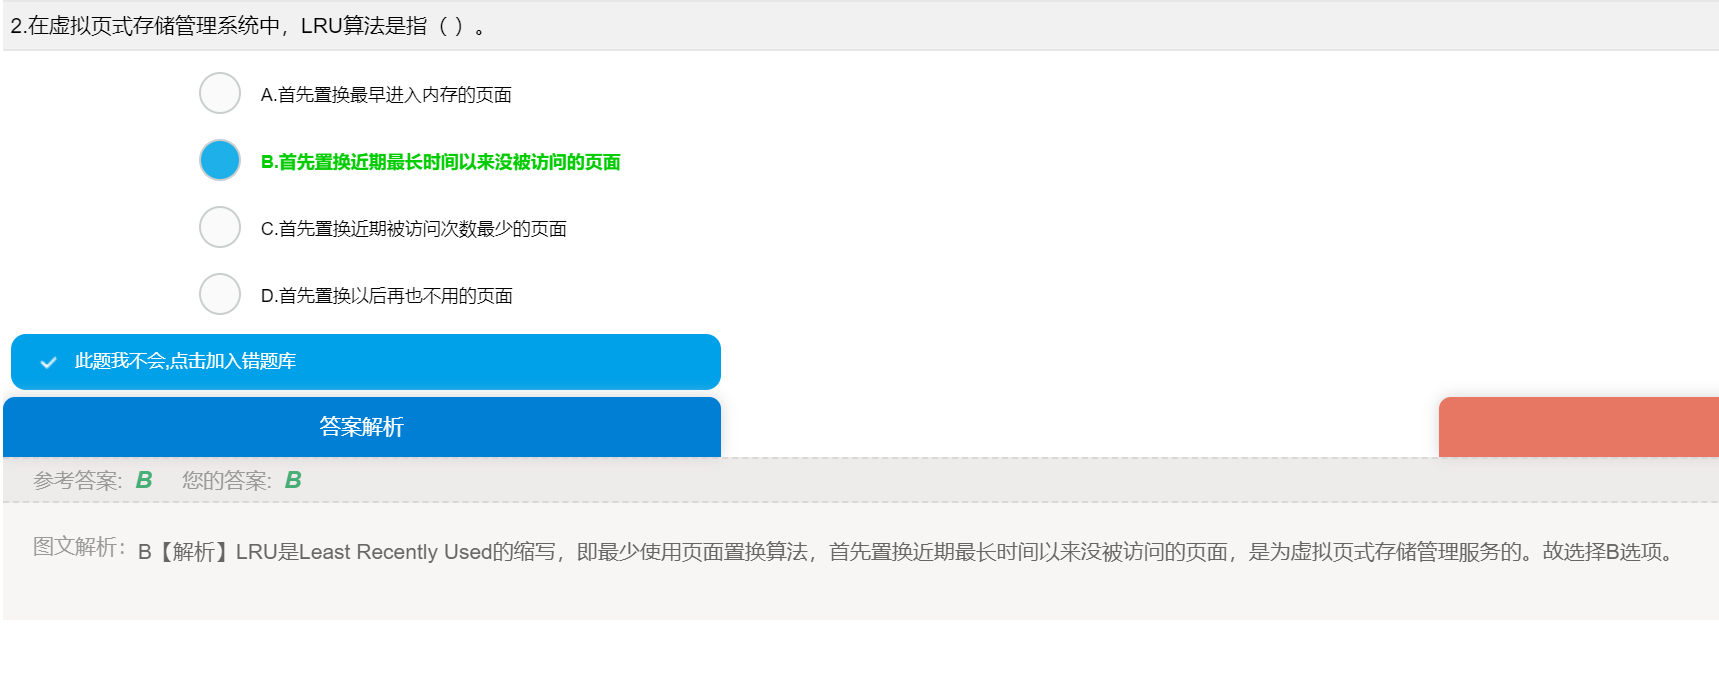 2.在虚拟页式存储管理系统中，LRU算法是指（ ）。
A.首先置换最早进入内存的页面
B.首先置换近期最长时间以来没被访问的页面
C.首先置换近期被访问次数最少的页面
D.首先置换以后再也不用的页面
此题我不会,点击加入错题库
答案解析
参考答案: B 您的答案: B
图文解析: B【解析】LRU是Least Recently Used的缩写，即最少使用页面置换算法，首先置换近期最长时间以来没被访问的页面，是为虚拟页式存储管理服务的。故选择B选项。